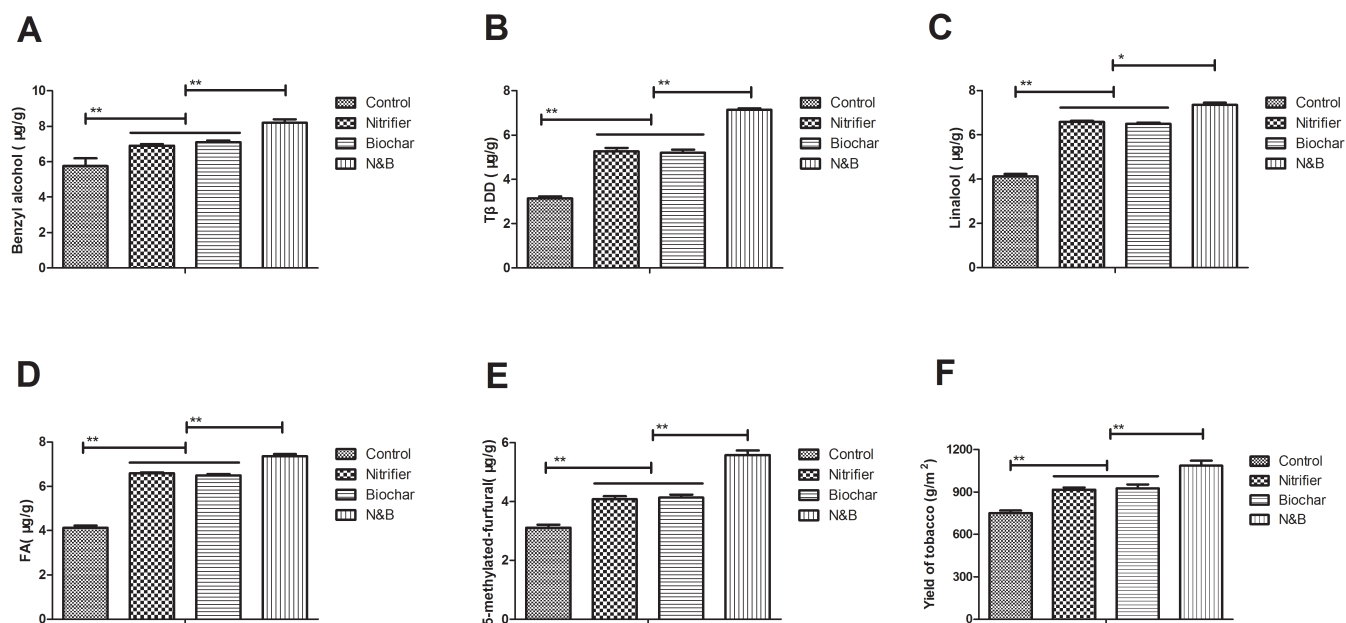 A
Benzyl alcohol ( µg/g)
10
8
6
4
2
0
**
**
Control
Nitrifier
Biochar
N&B
B
Tβ DD ( µg/g)
8
6
4
2
0
**
**
Control
Nitrifier
Biochar
N&B
C
Linalool ( µg/g)
8
6
4
2
0
**
*
Control
Nitrifier
Biochar
N&B
D
FA( µg/g)
8
6
4
2
0
**
**
Control
Nitrifier
Biochar
N&B
E
5-methylated-furfural( µg/g)
6
4
2
0
**
**
Control
Nitrifier
Biochar
N&B
F
Yield of tobacco (g/m²)
1200
900
600
300
0
**
**
Control
Nitrifier
Biochar
N&B